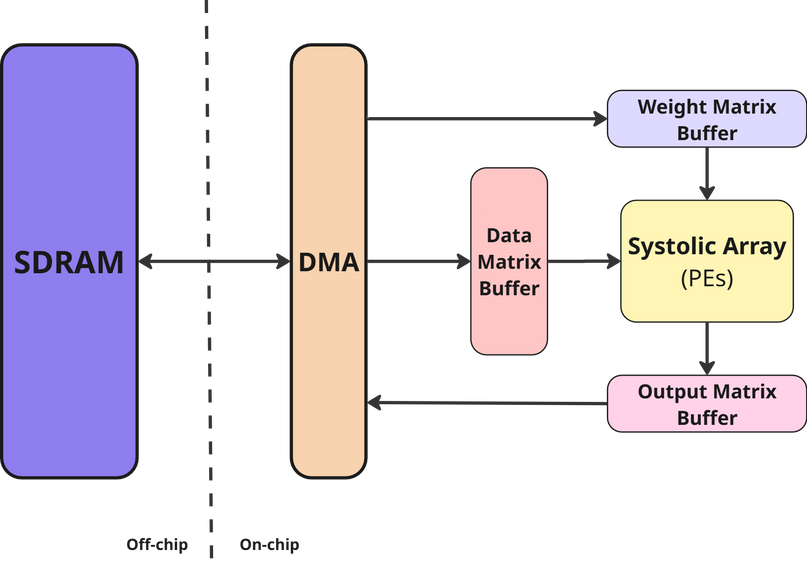 SDRAM
DMA
Weight Matrix
Buffer
Data
Matrix
Buffer
Systolic Array
(PEs)
Output Matrix
Buffer
Off-chip
On-chip